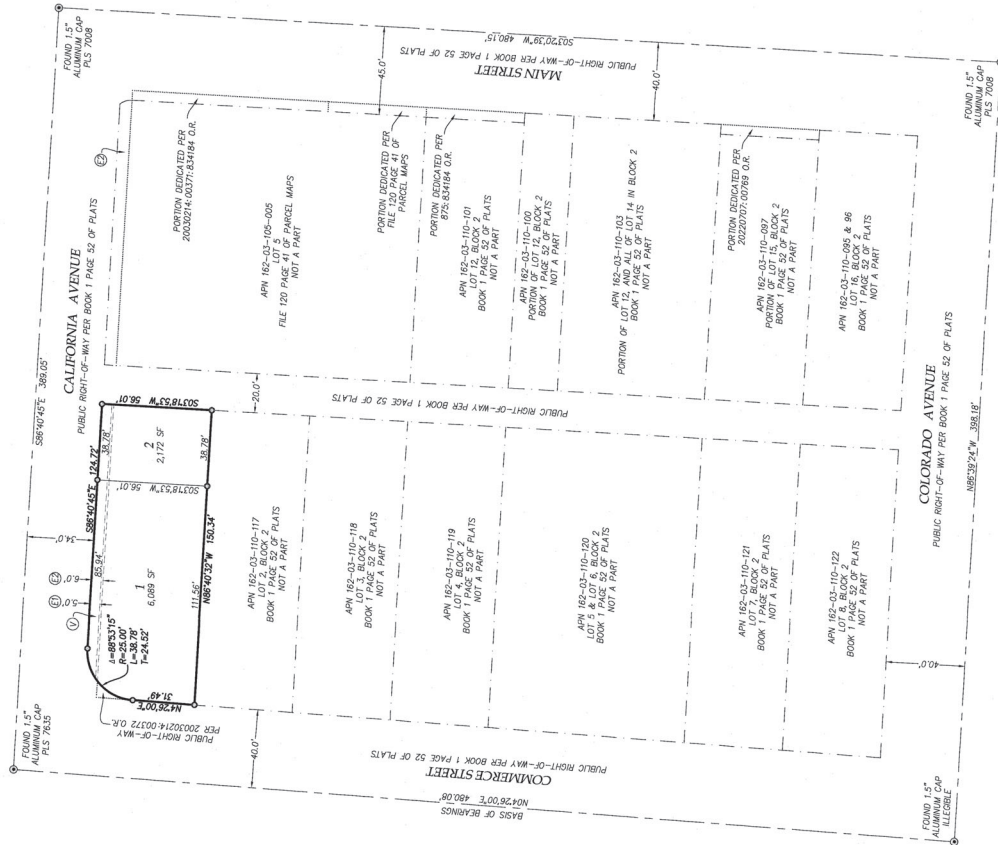 FOUND 1.5"
ALUMINUM CAP
PLS 7635
S86°40'45"E 389.05'
FOUND 1.5"
ALUMINUM CAP
PLS 7008
CALIFORNIA AVENUE
PUBLIC RIGHT-OF-WAY PER BOOK 1 PAGE 52 OF PLATS
34.0'
6.0'
5.0'
E3
E1
V
E2
S86°40'45"E 124.72'
85.94'
38.78'
Δ=88°53'15"
R=25.00'
L=38.78'
T=24.52'
1
6,089 SF
2
2,172 SF
S03°18'53"W 56.01'
S03°18'53"W 56.01'
N4°26'00"E 31.49'
111.56'
38.78'
N86°40'32"W 150.34'
PUBLIC RIGHT-OF-WAY
PER 20030214:00372 O.R.
40.0'
20.0'
45.0'
40.0'
APN 162-03-110-117
LOT 2, BLOCK 2
BOOK 1 PAGE 52 OF PLATS
NOT A PART
APN 162-03-110-118
LOT 3, BLOCK 2
BOOK 1 PAGE 52 OF PLATS
NOT A PART
APN 162-03-110-119
LOT 4, BLOCK 2
BOOK 1 PAGE 52 OF PLATS
NOT A PART
APN 162-03-110-120
LOT 5 & LOT 6, BLOCK 2
BOOK 1 PAGE 52 OF PLATS
NOT A PART
APN 162-03-110-121
LOT 7, BLOCK 2
BOOK 1 PAGE 52 OF PLATS
NOT A PART
APN 162-03-110-122
LOT 8, BLOCK 2
BOOK 1 PAGE 52 OF PLATS
NOT A PART
PUBLIC RIGHT-OF-WAY PER BOOK 1 PAGE 52 OF PLATS
PORTION DEDICATED PER
20030214:00371:834184 O.R.
APN 162-03-105-005
LOT 5
FILE 120 PAGE 41 OF PARCEL MAPS
NOT A PART
PORTION DEDICATED PER
FILE 120 PAGE 41 OF
PARCEL MAPS
PORTION DEDICATED PER
875:834184 O.R.
APN 162-03-110-101
LOT 12, BLOCK 2
BOOK 1 PAGE 52 OF PLATS
NOT A PART
APN 162-03-110-100
PORTION OF LOT 12, BLOCK 2
BOOK 1 PAGE 52 OF PLATS
NOT A PART
APN 162-03-110-103
PORTION OF LOT 12, AND ALL OF LOT 14 IN BLOCK 2
BOOK 1 PAGE 52 OF PLATS
NOT A PART
PORTION DEDICATED PER
20220707:00769 O.R.
APN 162-03-110-097
PORTION OF LOT 15, BLOCK 2
BOOK 1 PAGE 52 OF PLATS
NOT A PART
APN 162-03-110-095 & 96
LOT 16, BLOCK 2
BOOK 1 PAGE 52 OF PLATS
NOT A PART
MAIN STREET
PUBLIC RIGHT-OF-WAY PER BOOK 1 PAGE 52 OF PLATS
S03°20'39"W 480.15'
COMMERCE STREET
PUBLIC RIGHT-OF-WAY PER BOOK 1 PAGE 52 OF PLATS
N04°26'00"E 480.08'
BASIS OF BEARINGS
40.0'
COLORADO AVENUE
PUBLIC RIGHT-OF-WAY PER BOOK 1 PAGE 52 OF PLATS
N86°39'24"W 398.18'
FOUND 1.5"
ALUMINUM CAP
ILLEGIBLE
FOUND 1.5"
ALUMINUM CAP
PLS 7008